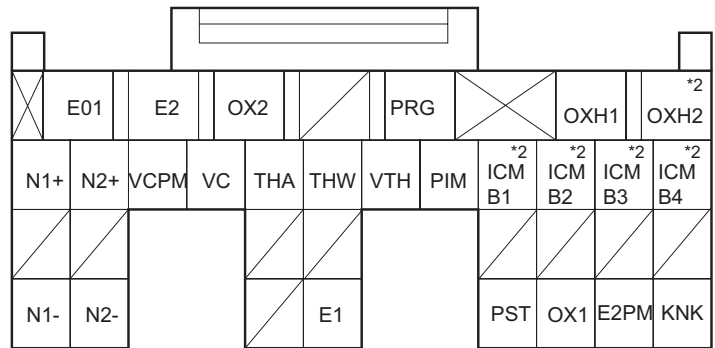 E01 E2 OX2 PRG OXH1 *2 OXH2
N1+ N2+ VCPM VC THA THW VTH PIM *2 ICM B1 *2 ICM B2 *2 ICM B3 *2 ICM B4
N1- N2- E1 PST OX1 E2PM KNK